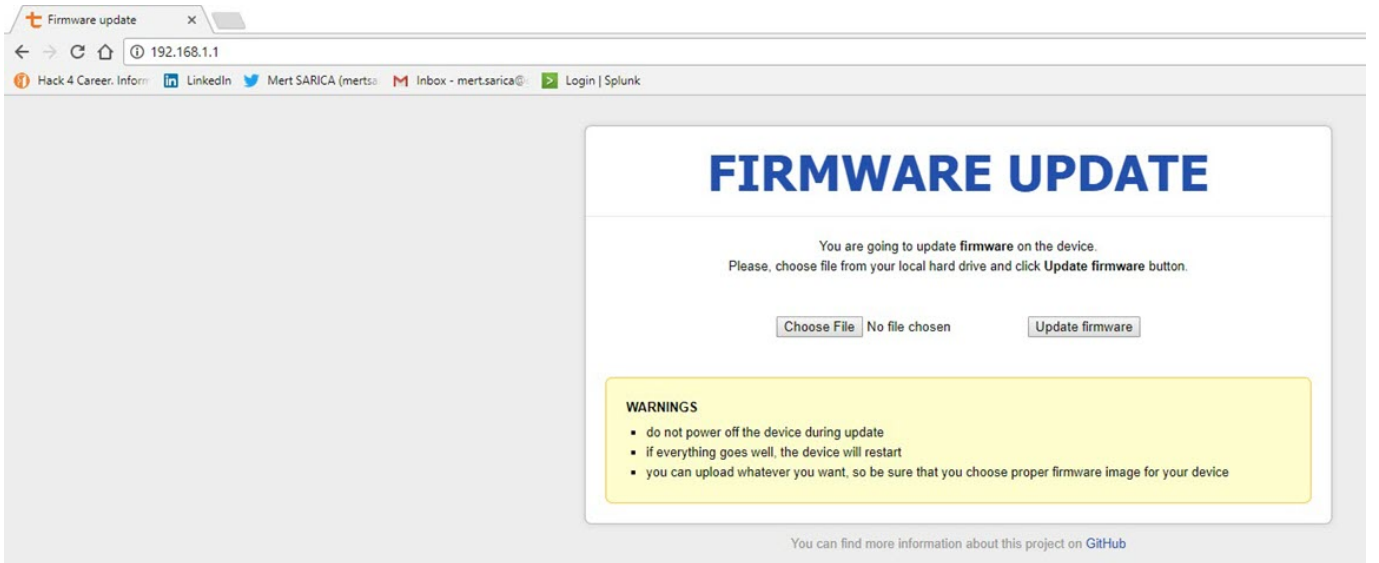 Firmware update
192.168.1.1
Hack 4 Career. Inform LinkedIn Mert SARICA (mertsa Inbox - mert.sarica@ Login | Splunk
FIRMWARE UPDATE
You are going to update firmware on the device.
Please, choose file from your local hard drive and click Update firmware button.
Choose File No file chosen Update firmware
WARNINGS
do not power off the device during update
if everything goes well, the device will restart
you can upload whatever you want, so be sure that you choose proper firmware image for your device
You can find more information about this project on GitHub